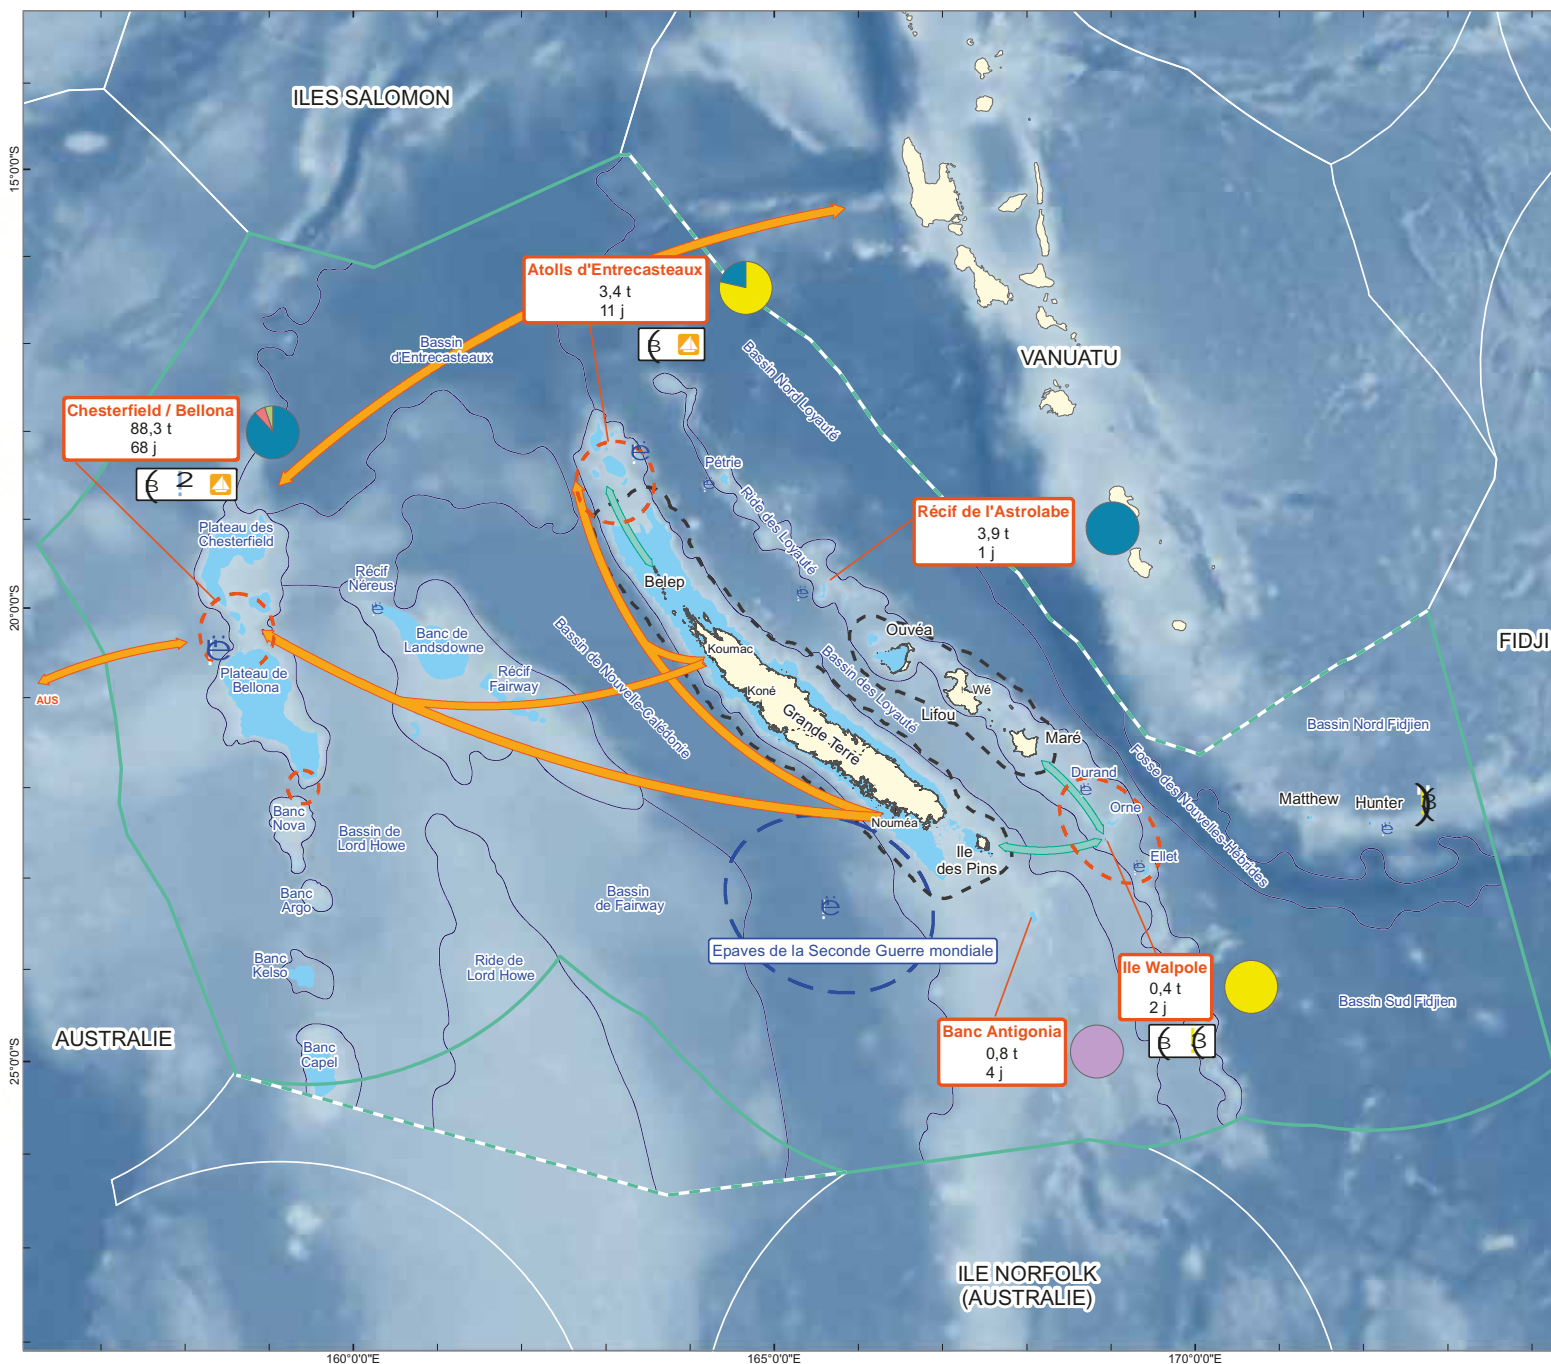 ILES SALOMON
15°0'0"S
Atolls d'Entrecasteaux
3,4 t
11 j
Bassin
d'Entrecasteaux
Bassin Nord Loyauté
VANUATU
Chesterfield / Bellona
88,3 t
68 j
Plateau des
Chesterfield
Pétrie
Ride des Loyauté
Récif de l'Astrolabe
3,9 t
1 j
Récif
Néreus
Belep
20°0'0"S
Banc de
Landsdowne
Ouvéa
FIDJI
Koumac
Bassin de Nouvelle-Calédonie
Bassin des Loyauté
Plateau de
Bellona
Récif
Fairway
Koné
Wé
AUS
Grande Terre
Lifou
Maré
Bassin Nord Fidjien
Fosse des Nouvelles-Hébrides
Durand
Orne
Matthew
Hunter
Banc
Nova
Bassin de
Lord Howe
Nouméa
Ile
des Pins
Ellet
Banc
Argo
Bassin
de Fairway
Epaves de la Seconde Guerre mondiale
Banc
Kelso
Ride de
Lord Howe
Ile Walpole
0,4 t
2 j
Bassin Sud Fidjien
AUSTRALIE
Banc
Capel
Banc Antigonia
0,8 t
4 j
25°0'0"S
ILE NORFOLK
(AUSTRALIE)
160°0'0"E
165°0'0"E
170°0'0"E